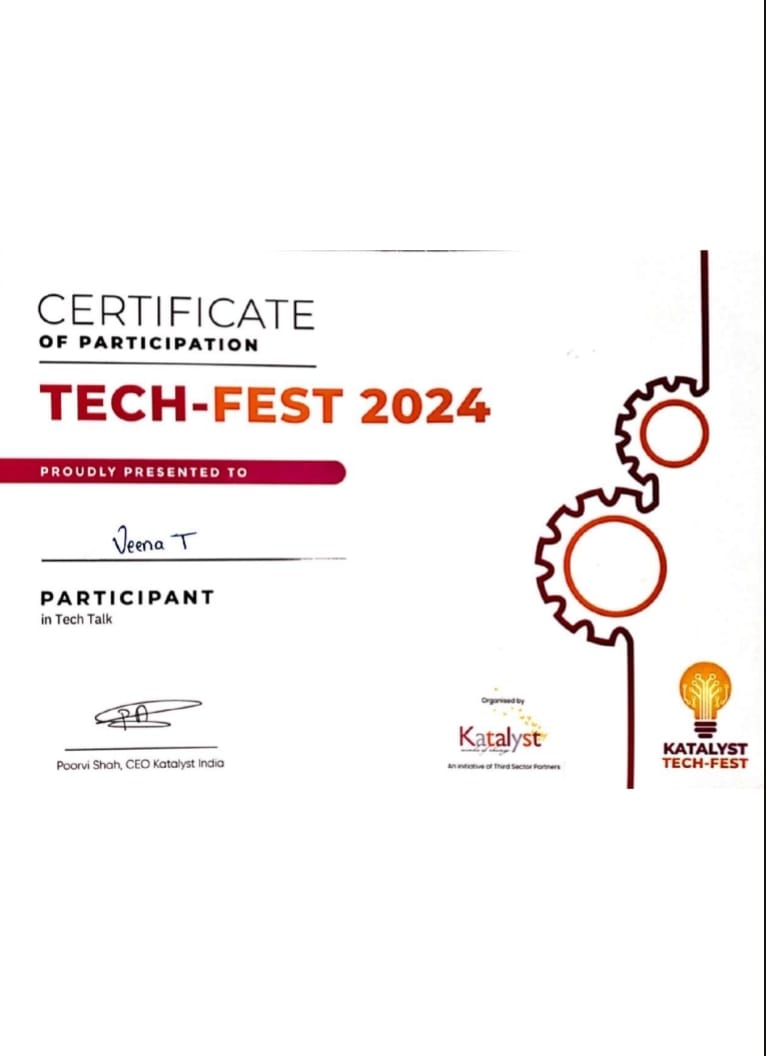 CERTIFICATE
OF PARTICIPATION
TECH-FEST 2024
PROUDLY PRESENTED TO
Veena T
PARTICIPANT
in Tech Talk
Poorvi Shah, CEO Katalyst India
Organised by
Katalyst
An initiative of Third Sector Partners
KATALYST
TECH-FEST